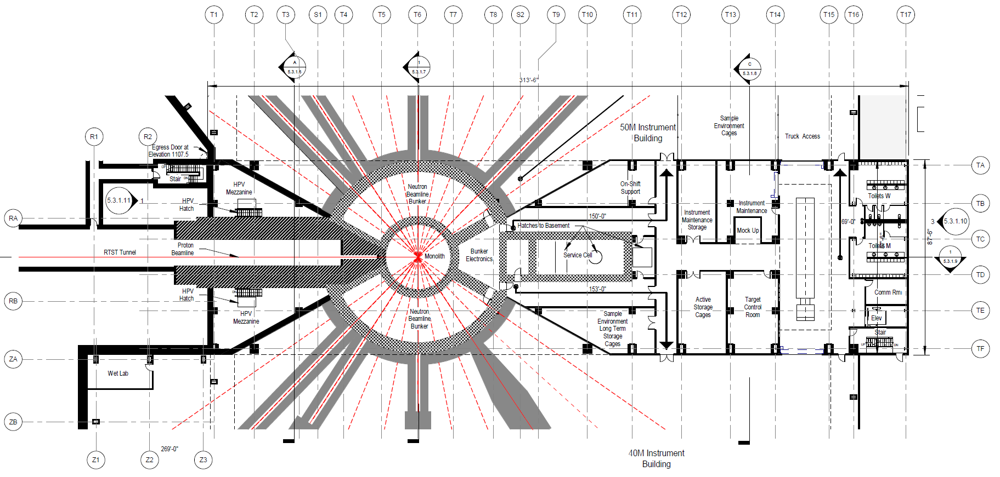 T1
T2
T3
S1
T4
T5
T6
T7
T8
S2
T9
T10
T11
T12
T13
T14
T15
T16
T17
A
5.3.1.6
1
5.3.1.7
C
5.3.1.8
313'-6"
R1
R2
50M Instrument
Building
Sample
Environment
Cages
Truck Access
Egress Door at
Elevation 1107.5
UP
Stair
DN
TA
HPV
Mezzanine
Neutron
Beamline
Bunker
On-Shift
Support
Toilets W
5.3.1.11
1
HPV
Hatch
Instrument
Maintenance
TB
RA
150'-0"
Instrument
Maintenance
Storage
Mock Up
69'-0"
3
5.3.1.10
Hatches to Basement
87'-6"
TC
RTST Tunnel
Proton
Beamline
Monolith
Bunker
Electronics
Service Cell
Toilets M
1
5.3.1.9
TD
DN
HPV
Hatch
153'-0"
Comm Rm
RB
HPV
Mezzanine
Neutron
Beamline
Bunker
Sample
Environment
Long Term
Storage
Cages
Active
Storage
Cages
Target
Control
Room
Elev
TE
Stair
UP
DN
TF
ZA
Wet Lab
ZB
269'-0"
Z1
Z2
Z3
40M Instrument
Building